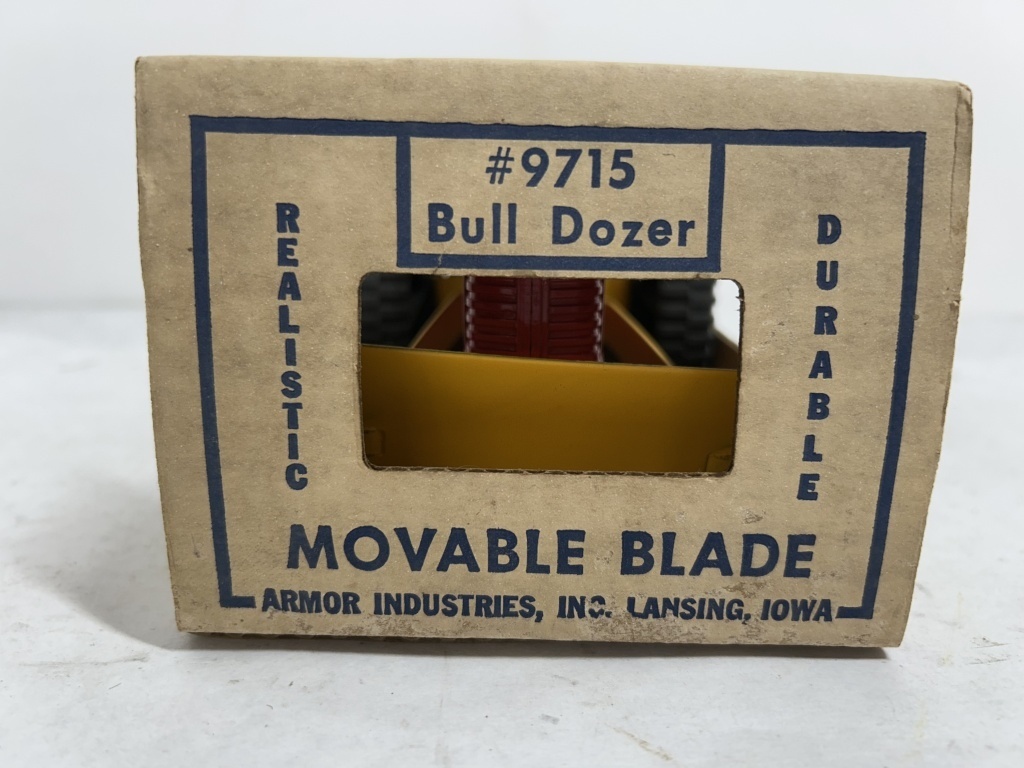 #9715
Bull Dozer
REALISTIC
DURABLE
MOVABLE BLADE
ARMOR INDUSTRIES, INC. LANSING, IOWA